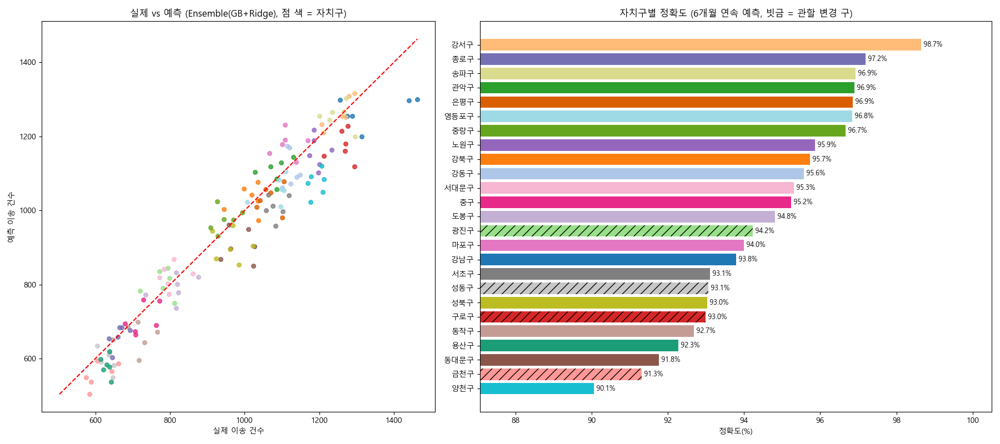 실제 vs 예측 (Ensemble(GB+Ridge), 점 색 = 자치구)
예측 이송 건수
1400
1200
1000
800
600
600 800 1000 1200 1400
실제 이송 건수
자치구별 정확도 (6개월 연속 예측, 빗금 = 관할 변경 구)
강서구 98.7%
종로구 97.2%
송파구 96.9%
관악구 96.9%
은평구 96.9%
영등포구 96.8%
중랑구 96.7%
노원구 95.9%
강북구 95.7%
강동구 95.6%
서대문구 95.3%
중구 95.2%
도봉구 94.8%
광진구 94.2%
마포구 94.0%
강남구 93.8%
서초구 93.1%
성동구 93.1%
성북구 93.0%
구로구 93.0%
동작구 92.7%
용산구 92.3%
동대문구 91.8%
금천구 91.3%
양천구 90.1%
88 90 92 94 96 98 100
정확도(%)